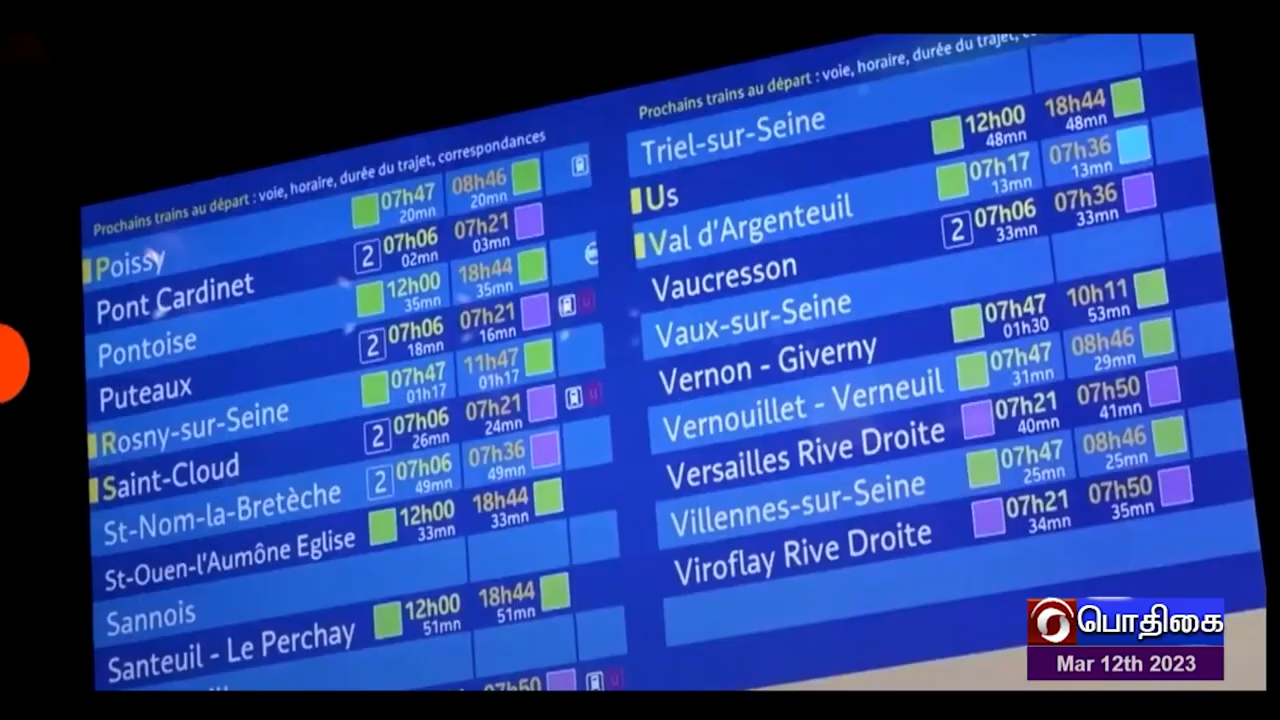 Prochains trains au départ : voie, horaire, durée du trajet, correspondances
Poissy 07h47 20mn 08h46 20mn
Pont Cardinet 2 07h06 02mn 07h21 03mn
Pontoise 12h00 35mn 18h44 35mn
Puteaux 2 07h06 18mn 07h21 16mn
Rosny-sur-Seine 07h47 01h17 11h47 01h17
Saint-Cloud 2 07h06 26mn 07h21 24mn
St-Nom-la-Bretèche 2 07h06 49mn 07h36 49mn
St-Ouen-l'Aumône Eglise 12h00 33mn 18h44 33mn
Sannois
Santeuil - Le Perchay 12h00 51mn 18h44 51mn
07h50
Prochains trains au départ : voie, horaire, durée du trajet,
Triel-sur-Seine
Us 12h00 48mn 18h44 48mn
Val d'Argenteuil 07h17 13mn 07h36 13mn
Vaucresson 2 07h06 33mn 07h36 33mn
Vaux-sur-Seine
Vernon - Giverny 07h47 01h30 10h11 53mn
Vernouillet - Verneuil 07h47 31mn 08h46 29mn
Versailles Rive Droite 07h21 40mn 07h50 41mn
Villennes-sur-Seine 07h47 25mn 08h46 25mn
Viroflay Rive Droite 07h21 34mn 07h50 35mn
பொதிகை
Mar 12th 2023